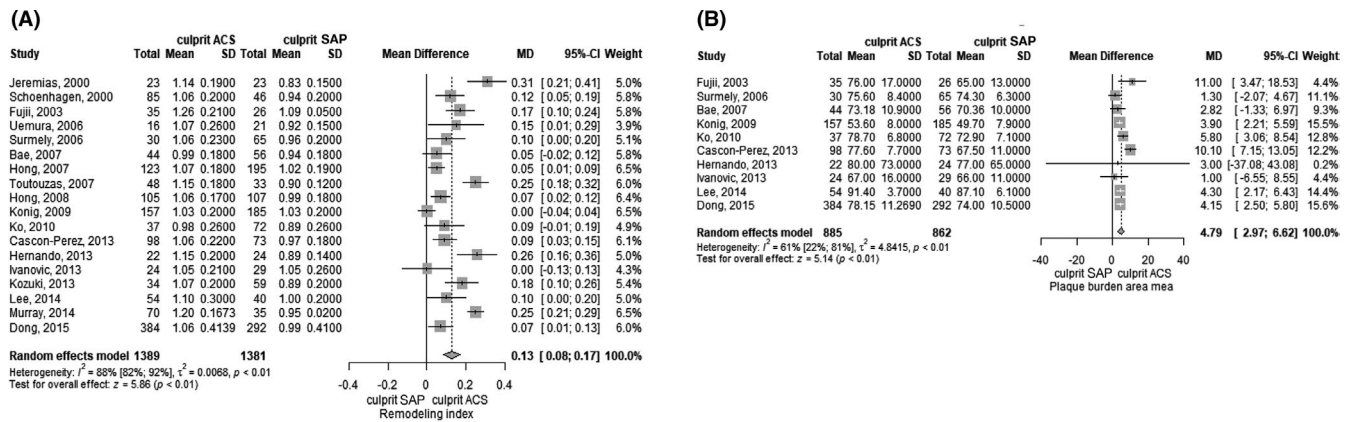 (A)
culprit ACS culprit SAP
Study Total Mean SD Total Mean SD Mean Difference MD 95%-CI Weight
Jeremias, 2000 23 1.14 0.1900 23 0.83 0.1500 0.31 [0.21; 0.41] 5.0%
Schoenhagen, 2000 85 1.06 0.2000 46 0.94 0.2000 0.12 [0.05; 0.19] 5.8%
Fujii, 2003 35 1.26 0.2100 26 1.09 0.0500 0.17 [0.10; 0.24] 5.8%
Uemura, 2006 16 1.07 0.2600 21 0.92 0.1500 0.15 [0.01; 0.29] 3.9%
Surmely, 2006 30 1.06 0.2300 65 0.96 0.2000 0.10 [0.00; 0.20] 5.1%
Bae, 2007 44 0.99 0.1800 56 0.94 0.1800 0.05 [-0.02; 0.12] 5.8%
Hong, 2007 123 1.07 0.1800 195 1.02 0.1900 0.05 [0.01; 0.09] 6.4%
Toutouzas, 2007 48 1.15 0.1800 33 0.90 0.1200 0.25 [0.18; 0.32] 5.9%
Hong, 2008 105 1.06 0.1700 107 0.99 0.1800 0.07 [0.02; 0.12] 6.3%
Konig, 2009 157 1.03 0.2000 185 1.03 0.2000 0.00 [-0.04; 0.04] 6.3%
Ko, 2010 37 0.98 0.2600 72 0.89 0.2600 0.09 [-0.01; 0.19] 4.9%
Cascon-Perez, 2013 98 1.06 0.2200 73 0.97 0.1800 0.09 [0.03; 0.15] 6.1%
Hernando, 2013 22 1.15 0.2000 24 0.89 0.1400 0.26 [0.16; 0.36] 5.0%
Ivanovic, 2013 24 1.05 0.2100 29 1.05 0.2600 0.00 [-0.13; 0.13] 4.3%
Kozuki, 2013 34 1.07 0.2000 59 0.89 0.2000 0.18 [0.10; 0.26] 5.5%
Lee, 2014 54 1.10 0.3000 40 1.00 0.2000 0.10 [0.00; 0.20] 4.9%
Murray, 2014 70 1.20 0.1673 35 0.95 0.0200 0.25 [0.21; 0.29] 6.4%
Dong, 2015 384 1.06 0.4139 292 0.99 0.4100 0.07 [0.01; 0.13] 6.0%
Random effects model 1389 1381 0.13 [0.08; 0.17] 100.0%
Heterogeneity: I² = 88% [82%; 92%], τ² = 0.0068, p < 0.01
Test for overall effect: z = 5.86 (p < 0.01)
-0.4 -0.2 0 0.2 0.4
culprit SAP culprit ACS
Remodeling index
(B)
culprit ACS culprit SAP
Study Total Mean SD Total Mean SD Mean Difference MD 95%-CI Weight
Fujii, 2003 35 76.00 17.0000 26 65.00 13.0000 11.00 [ 3.47; 18.53] 4.4%
Surmely, 2006 30 75.60 8.4000 65 74.30 6.3000 1.30 [ -2.07; 4.67] 11.1%
Bae, 2007 44 73.18 10.9000 56 70.36 10.0000 2.82 [ -1.33; 6.97] 9.1%
Konig, 2009 157 53.60 8.0000 185 49.70 7.9000 3.90 [ 2.21; 5.59] 15.5%
Ko, 2010 37 78.70 6.8000 72 72.90 7.1000 5.80 [ 3.06; 8.54] 12.8%
Cascon-Perez, 2013 98 77.60 7.7000 73 67.50 11.0000 10.10 [ 7.15; 13.05] 12.2%
Hernando, 2013 22 80.00 73.0000 24 77.00 65.0000 3.00 [-37.08; 43.08] 0.2%
Ivanovic, 2013 24 67.00 16.0000 29 66.00 11.0000 1.00 [ -6.55; 8.55] 4.3%
Lee, 2014 54 91.40 3.7000 40 87.10 6.1000 4.30 [ 2.17; 6.43] 14.4%
Dong, 2015 384 78.15 11.2690 292 74.00 10.5000 4.15 [ 2.50; 5.80] 15.6%
Random effects model 885 862 4.79 [ 2.97; 6.62] 100.0%
Heterogeneity: I² = 61% [22%; 81%], τ² = 4.8415, p < 0.01
Test for overall effect: z = 5.14 (p < 0.01)
-40 -20 0 20 40
culprit SAP culprit ACS
Plaque burden area mea